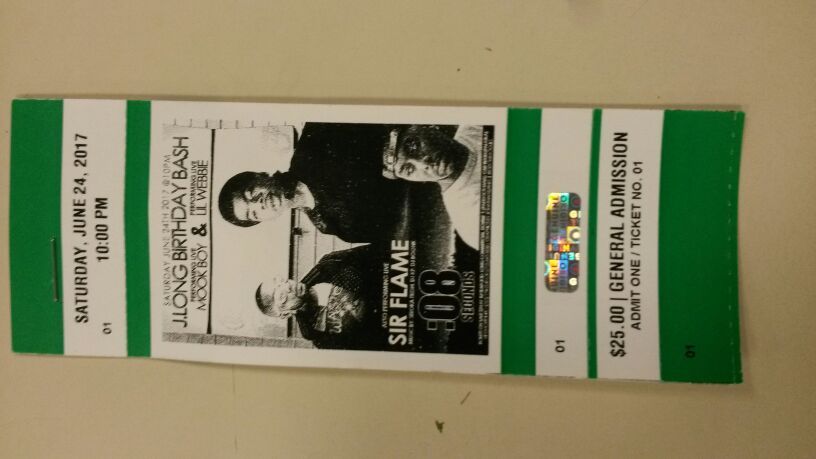 SATURDAY, JUNE 24, 2017
10:00 PM
01
SATURDAY JUNE 24TH 2017 @10PM
J.LONG BIRTHDAY BASH
PERFORMING LIVE
MOOK BOY
&
PERFORMING LIVE
LIL WEBBIE
ALSO PERFORMING LIVE
SIR FLAME
:08
SECONDS
01
$25.00 | GENERAL ADMISSION
ADMIT ONE / TICKET NO. 01
01